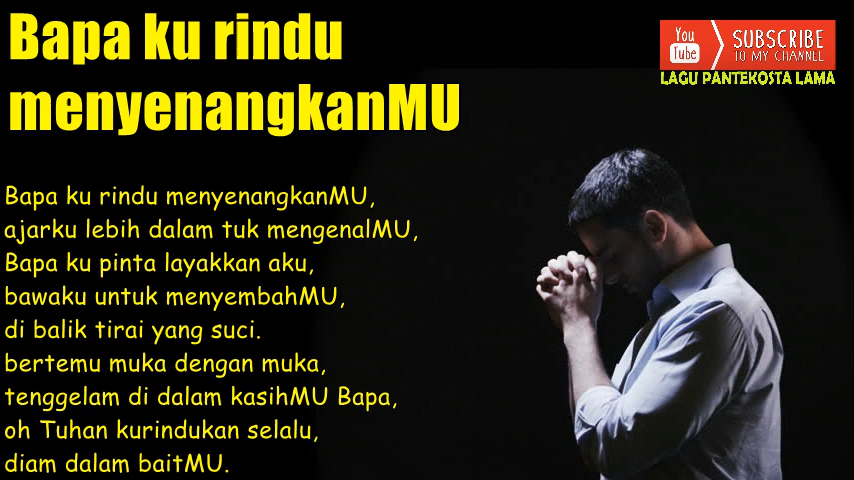 Bapa ku rindu
menyenangkanMU
You
Tube
SUBSCRIBE
TO MY CHANNEL
LAGU PANTEKOSTA LAMA
Bapa ku rindu menyenangkanMU,
ajarku lebih dalam tuk mengenalMU,
Bapa ku pinta layakkan aku,
bawaku untuk menyembahMU,
di balik tirai yang suci.
bertemu muka dengan muka,
tenggelam di dalam kasihMU Bapa,
oh Tuhan kurindukan selalu,
diam dalam baitMU.